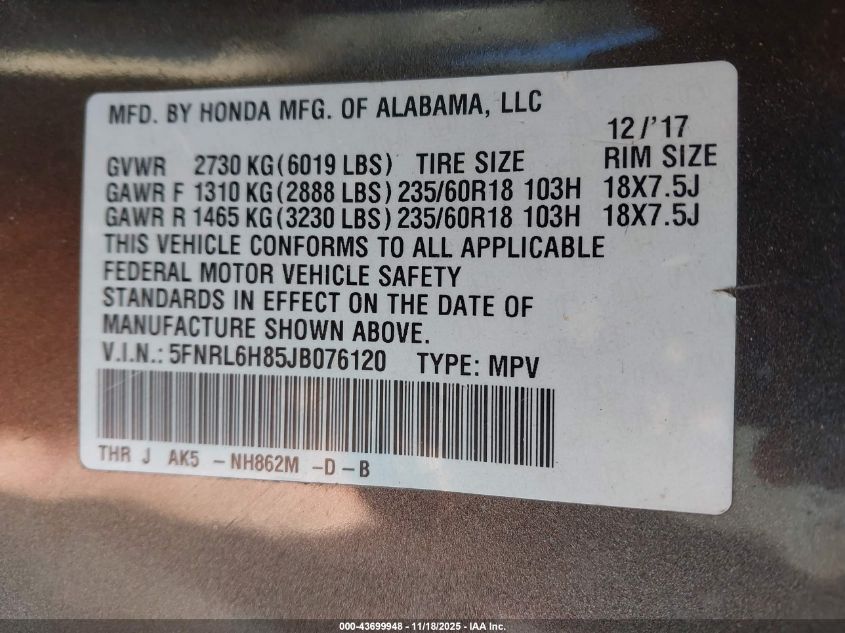 MFD. BY HONDA MFG. OF ALABAMA, LLC
12/'17
GVWR 2730 KG(6019 LBS) TIRE SIZE RIM SIZE
GAWR F 1310 KG(2888 LBS) 235/60R18 103H 18X7.5J
GAWR R 1465 KG(3230 LBS) 235/60R18 103H 18X7.5J
THIS VEHICLE CONFORMS TO ALL APPLICABLE
FEDERAL MOTOR VEHICLE SAFETY
STANDARDS IN EFFECT ON THE DATE OF
MANUFACTURE SHOWN ABOVE.
V.I.N.: 5FNRL6H85JB076120 TYPE: MPV
THR J AK5 -NH862M -D-B
000-43699948 - 11/18/2025 - IAA Inc.